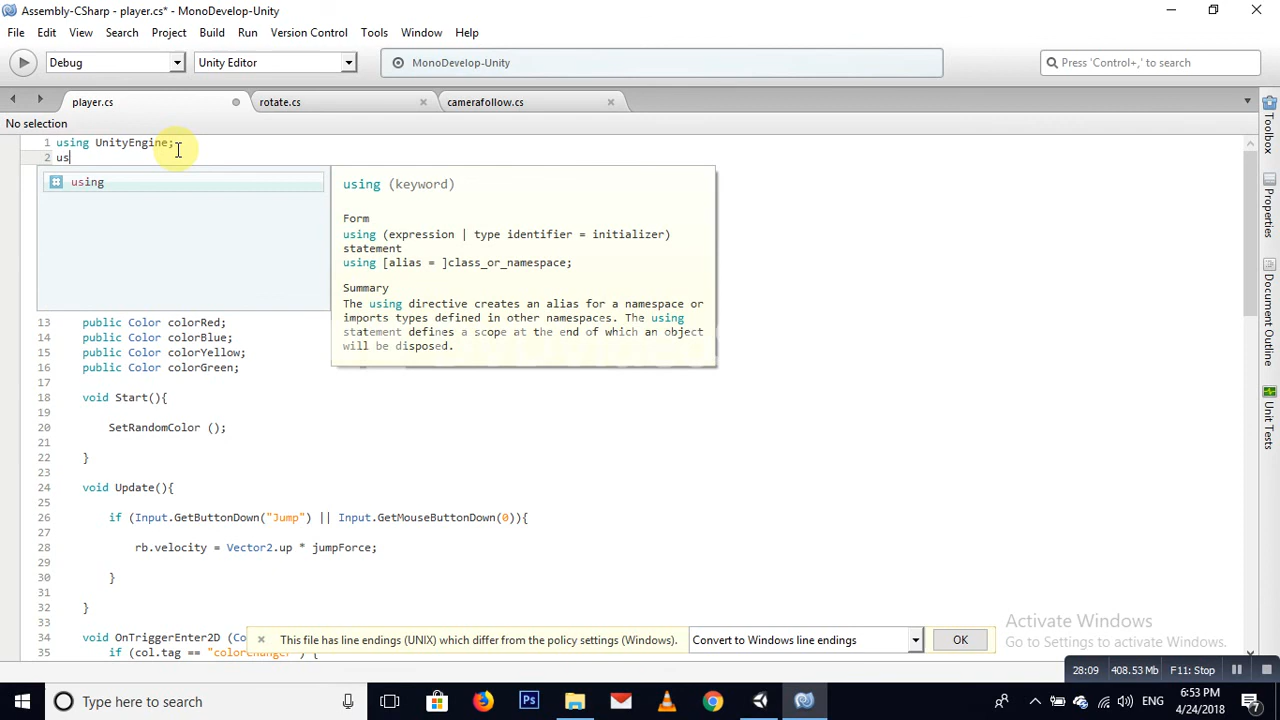 Assembly-CSharp - player.cs* - MonoDevelop-Unity
File Edit View Search Project Build Run Version Control Tools Window Help
Debug Unity Editor MonoDevelop-Unity Press 'Control+,' to search
player.cs rotate.cs camerafollow.cs
No selection
1 using UnityEngine;
2 us
using
using (keyword)
Form
using (expression | type identifier = initializer)
statement
using [alias = ]class_or_namespace;
Summary
The using directive creates an alias for a namespace or
imports types defined in other namespaces. The using
statement defines a scope at the end of which an object
will be disposed.
13 public Color colorRed;
14 public Color colorBlue;
15 public Color colorYellow;
16 public Color colorGreen;
17
18 void Start(){
19
20 SetRandomColor ();
21
22 }
23
24 void Update(){
25
26 if (Input.GetButtonDown("Jump") || Input.GetMouseButtonDown(0)){
27
28 rb.velocity = Vector2.up * jumpForce;
29
30 }
31
32 }
34 void OnTriggerEnter2D (Co
35 if (col.tag ==
This file has line endings (UNIX) which differ from the policy settings (Windows). Convert to Windows line endings OK
Toolbox
Properties
Document Outline
Unit Tests
Activate Windows
Go to Settings to activate Windows.
28:09 408.53 Mb F11: Stop
Type here to search
Ps
ENG 6:53 PM
4/24/2018
7